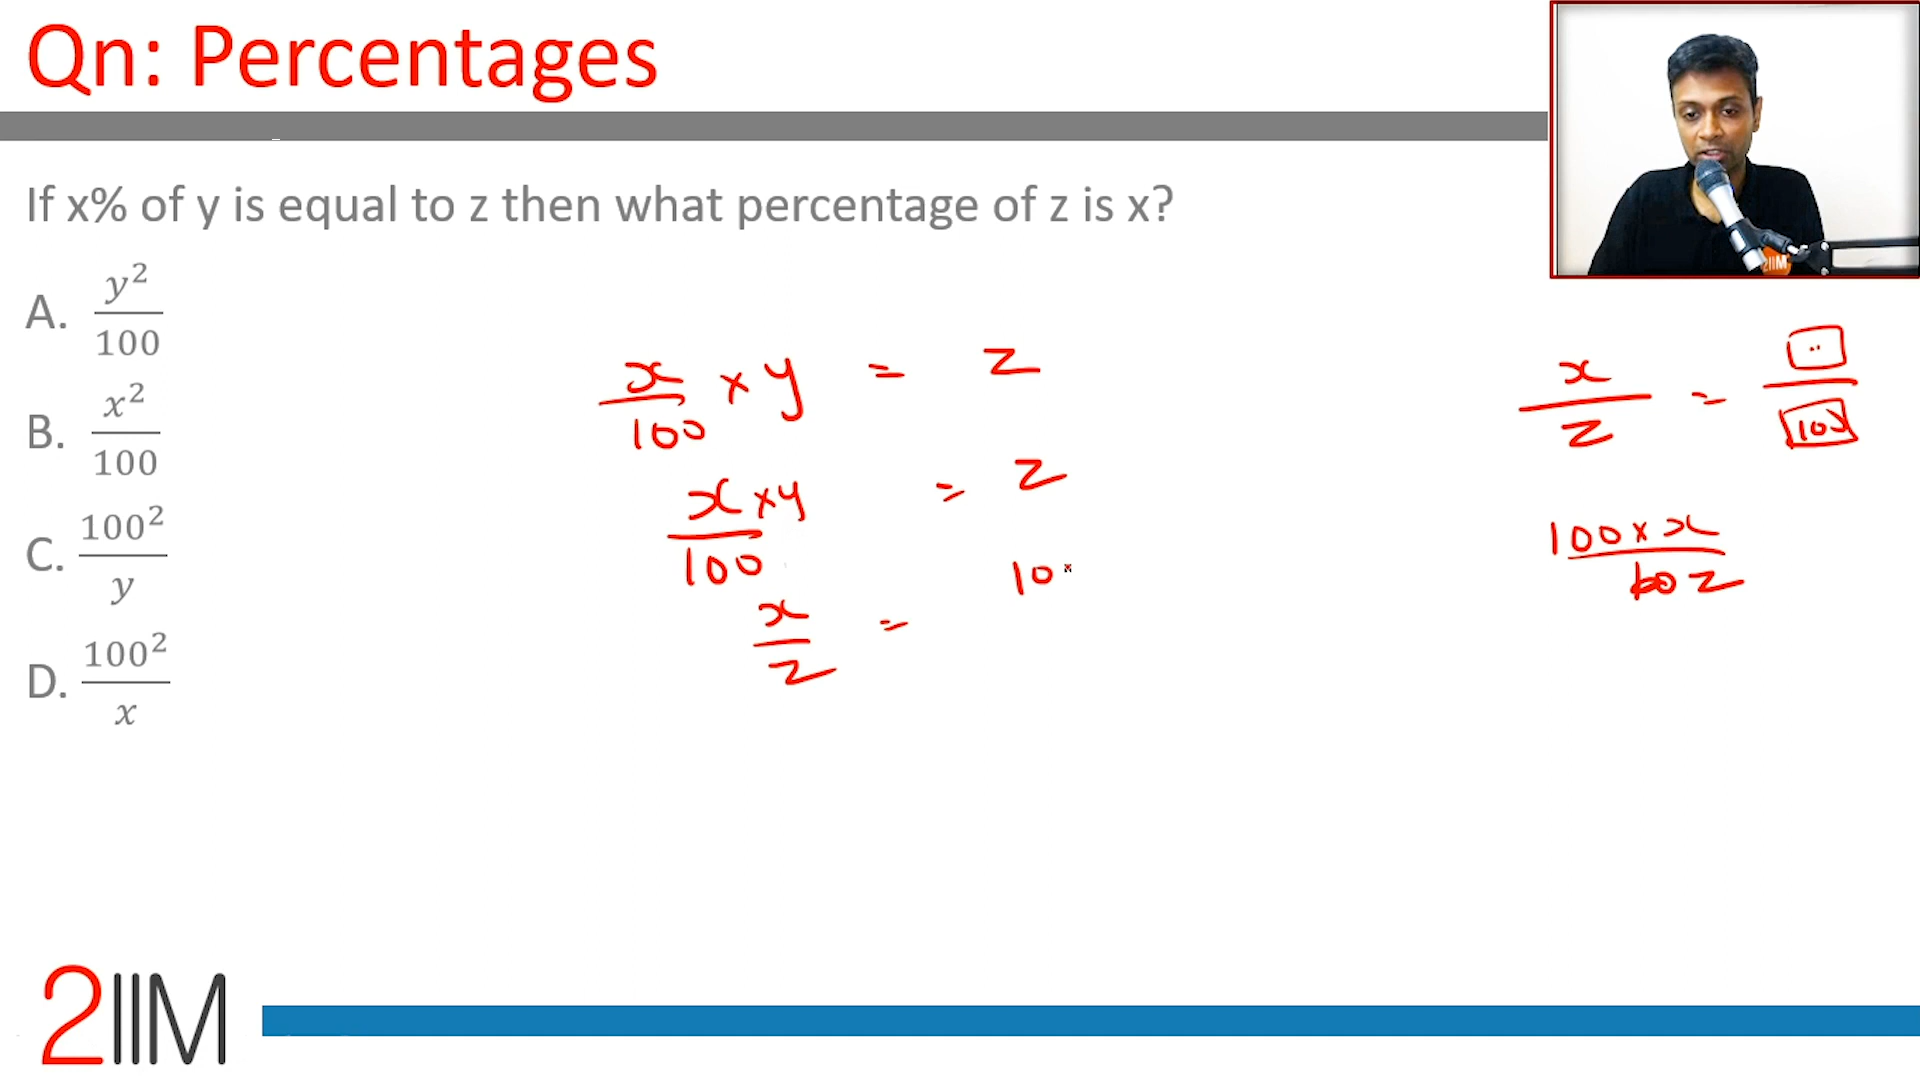 Qn: Percentages
If x% of y is equal to z then what percentage of z is x?
A. y²/100
B. x²/100
C. 100²/y
D. 100²/x
x/100 × y = z
x × y/100 = z
x/z = 10
x/z = /100
100 × x/100 z
2IIM
2IIM